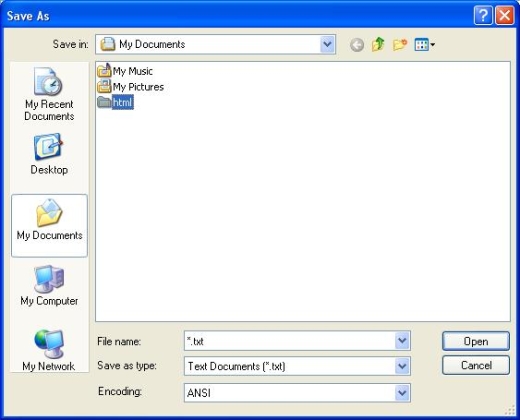 Save As
Save in: My Documents
My Music
My Pictures
html
My Recent
Documents
Desktop
My Documents
My Computer
My Network
File name: *.txt Open
Save as type: Text Documents (*.txt) Cancel
Encoding: ANSI